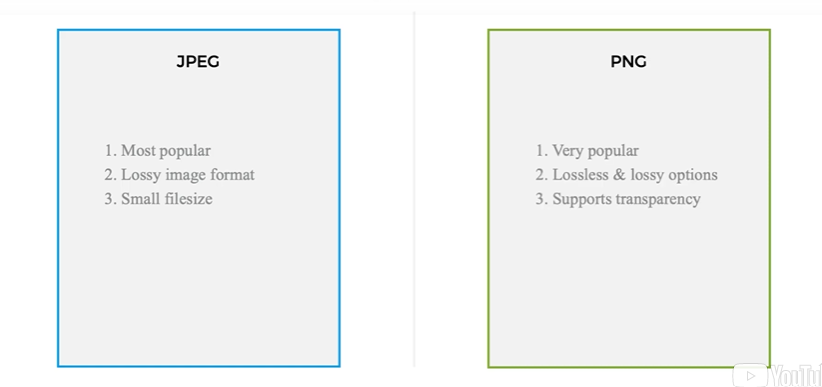 JPEG
1. Most popular
2. Lossy image format
3. Small filesize
PNG
1. Very popular
2. Lossless & lossy options
3. Supports transparency